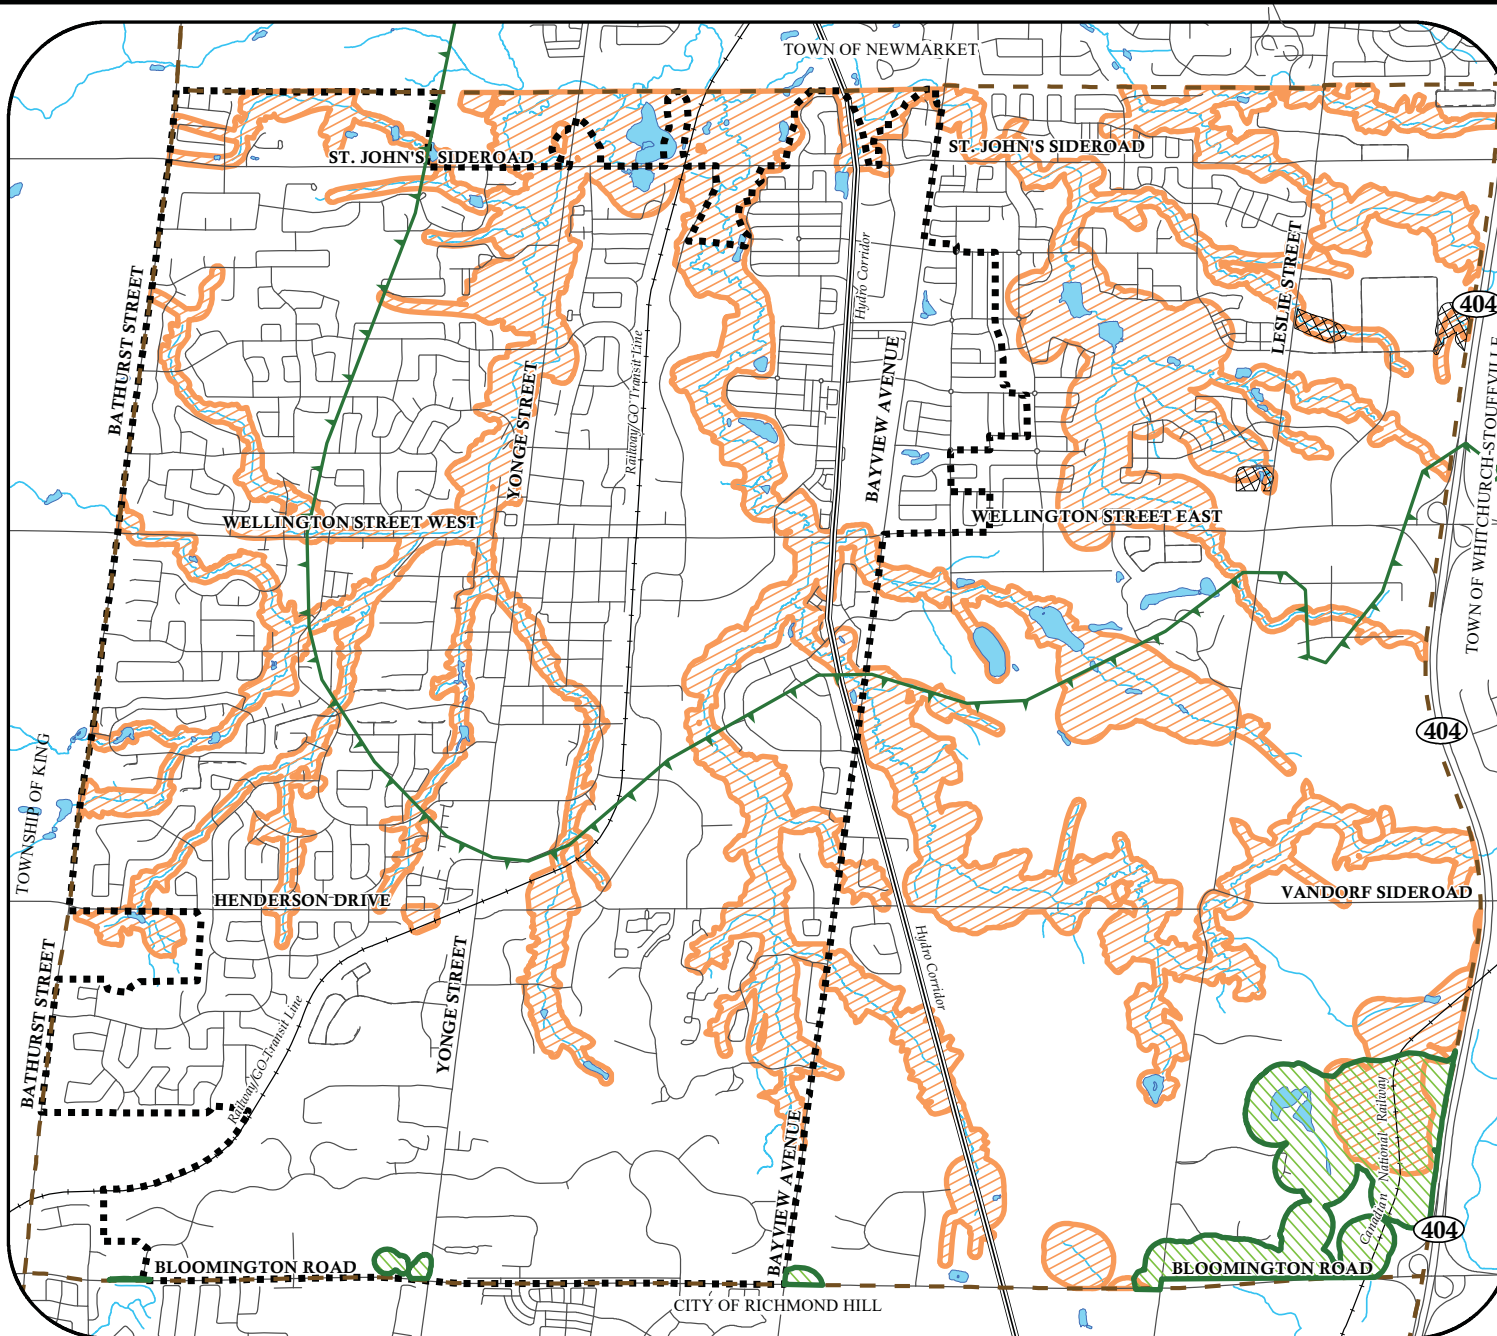 TOWN OF NEWMARKET
ST. JOHN'S SIDEROAD
ST. JOHN'S SIDEROAD
BATHURST STREET
Hydro Corridor
LESLIE STREET
404
Railway/GO Transit Line
YONGE STREET
BAYVIEW AVENUE
TOWN OF WHITCHURCH-STOUFFVILLE
WELLINGTON STREET WEST
WELLINGTON STREET EAST
404
TOWNSHIP OF KING
HENDERSON DRIVE
VANDORF SIDEROAD
BATHURST STREET
YONGE STREET
Hydro Corridor
Railway/GO Transit Line
BAYVIEW AVENUE
Canadian National Railway
404
BLOOMINGTON ROAD
BLOOMINGTON ROAD
CITY OF RICHMOND HILL